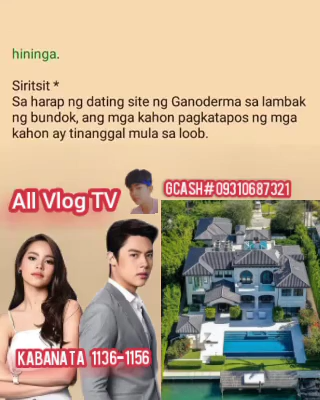 hininga.
Siritsit *
Sa harap ng dating site ng Ganoderma sa lambak
ng bundok, ang mga kahon pagkatapos ng mga
kahon ay tinanggal mula sa loob.
All Vlog TV
GCASH#09310687321
KABANATA 1136-1156